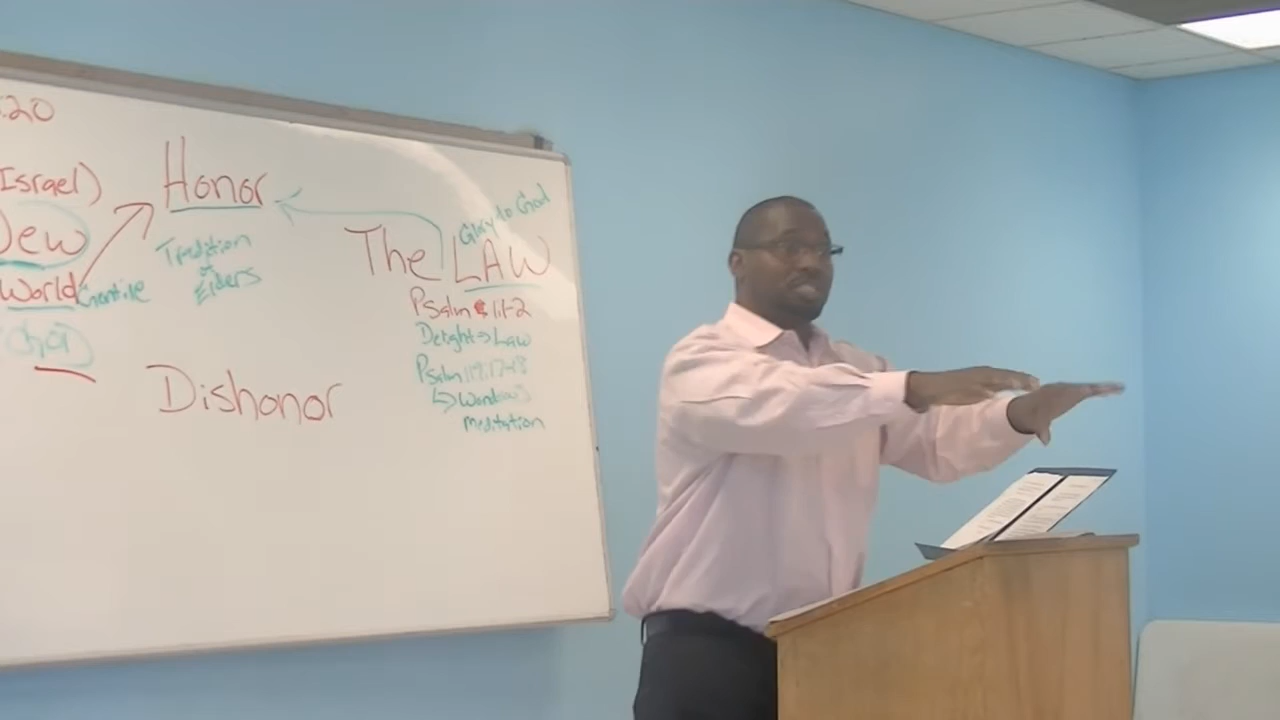 :20
Israel)
Jew
World Gentile
Honor
Tradition
of
Elders
Dishonor
Glory to God
The LAW
Psalm 1:1-2
Delight → Law
Psalm 119:17-18
↳
meditation